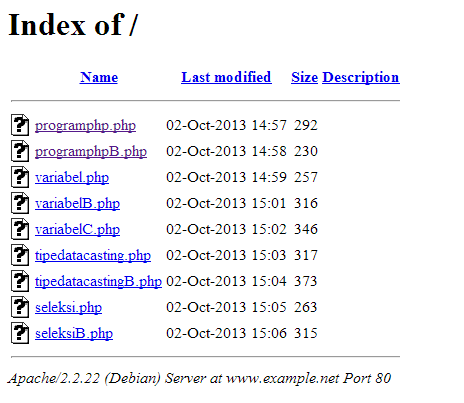 Index of /
Name Last modified Size Description
programphp.php 02-Oct-2013 14:57 292
programphpB.php 02-Oct-2013 14:58 230
variabel.php 02-Oct-2013 14:59 257
variabelB.php 02-Oct-2013 15:01 316
variabelC.php 02-Oct-2013 15:02 346
tipedatacasting.php 02-Oct-2013 15:03 317
tipedatacastingB.php 02-Oct-2013 15:04 373
seleksi.php 02-Oct-2013 15:05 263
seleksiB.php 02-Oct-2013 15:06 315
Apache/2.2.22 (Debian) Server at www.example.net Port 80